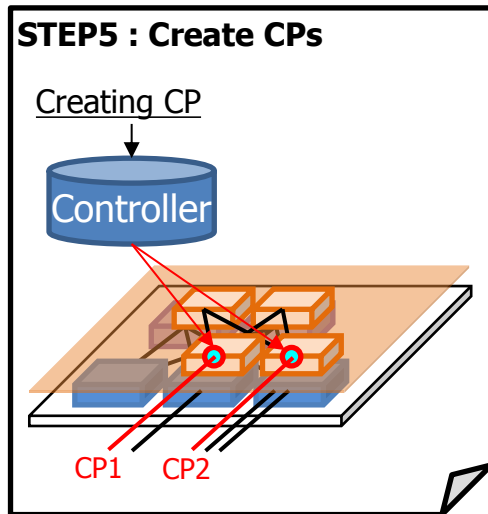 STEP5 : Create CPs
Creating CP
Controller
CP1
CP2